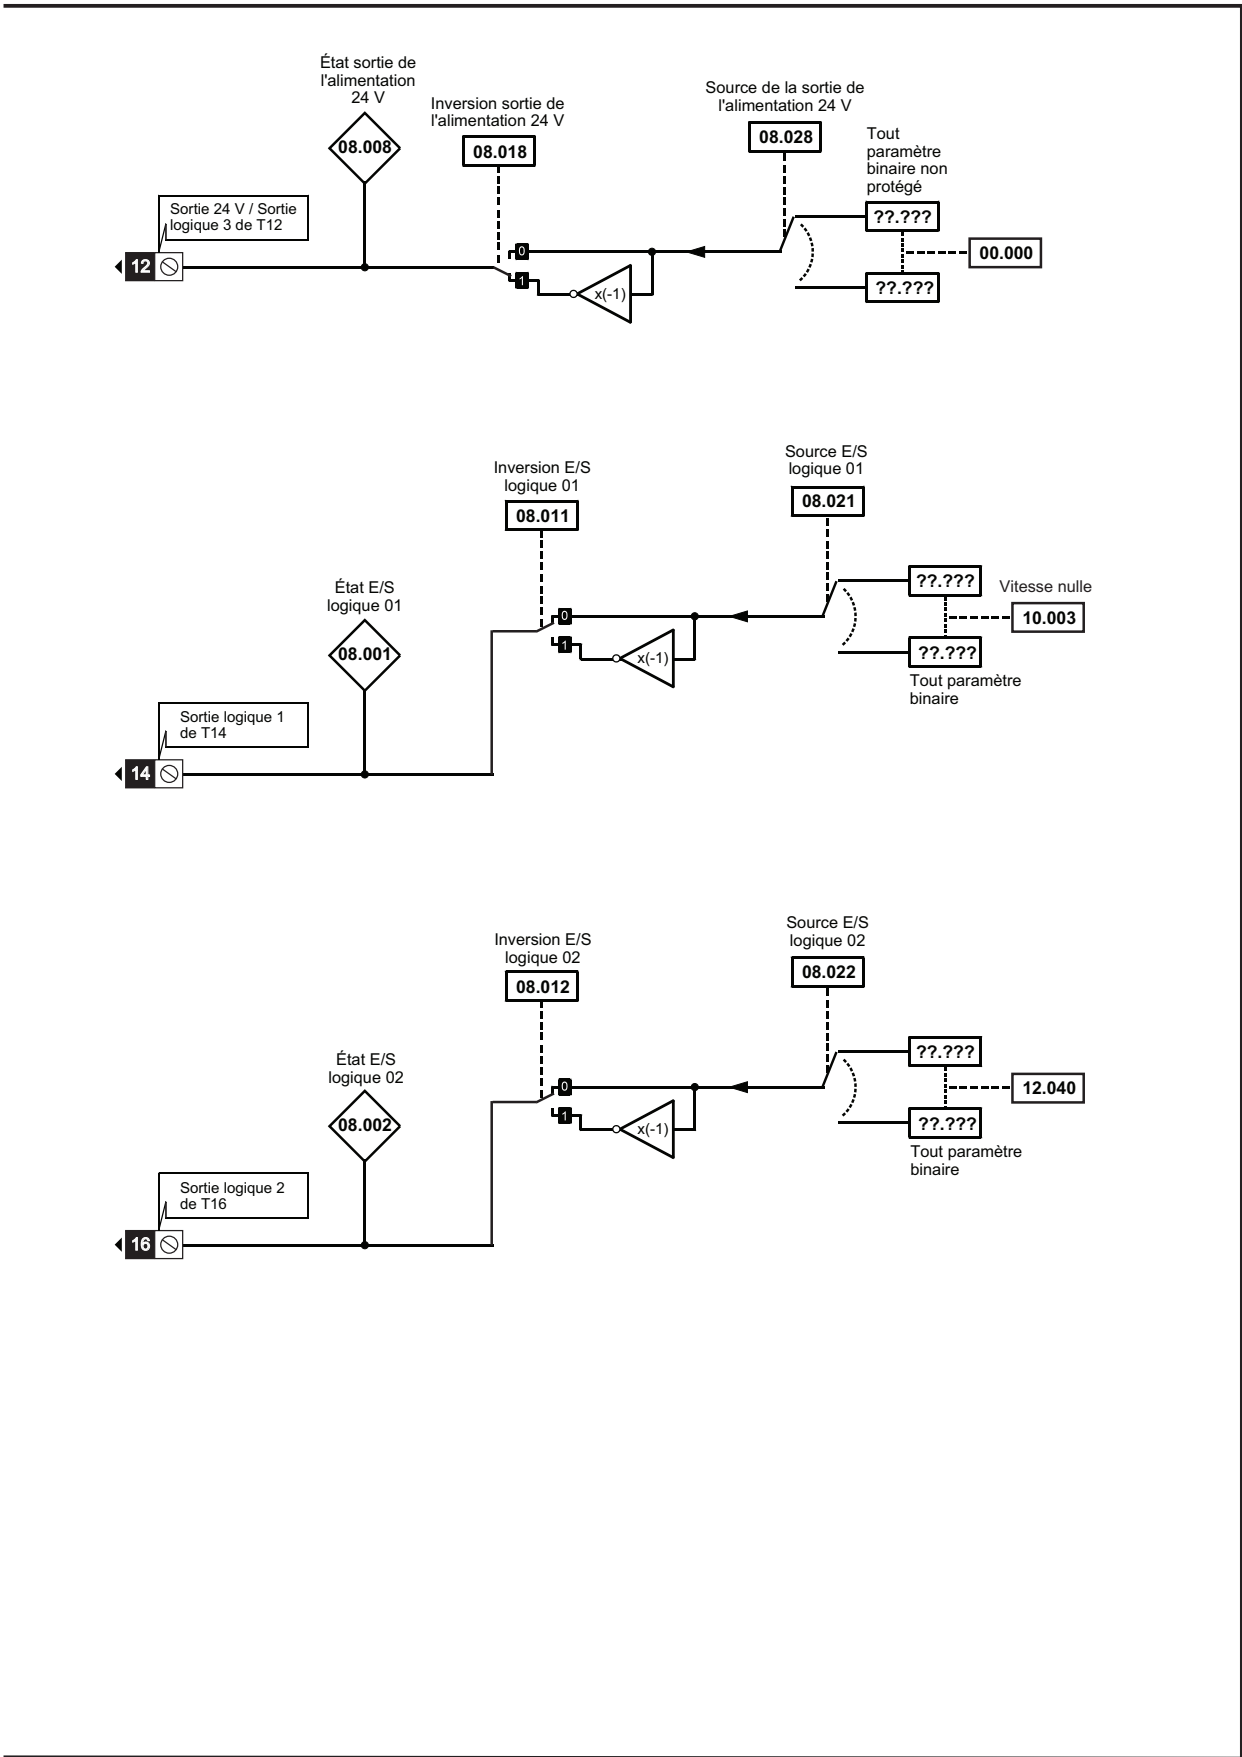 État sortie de
l'alimentation
24 V
08.008
Inversion sortie de
l'alimentation 24 V
08.018
Source de la sortie de
l'alimentation 24 V
08.028
Tout
paramètre
binaire non
protégé
??.???
00.000
??.???
Sortie 24 V / Sortie
logique 3 de T12
12
0
1
x(-1)
Inversion E/S
logique 01
08.011
Source E/S
logique 01
08.021
État E/S
logique 01
08.001
0
1
x(-1)
??.???
Vitesse nulle
10.003
??.???
Tout paramètre
binaire
Sortie logique 1
de T14
14
Inversion E/S
logique 02
08.012
Source E/S
logique 02
08.022
État E/S
logique 02
08.002
0
1
x(-1)
??.???
12.040
??.???
Tout paramètre
binaire
Sortie logique 2
de T16
16